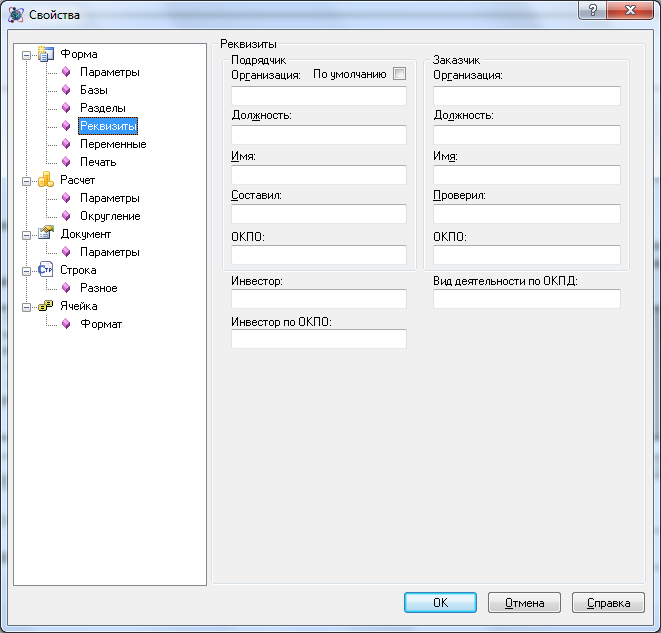 Свойства
Форма
Параметры
Базы
Разделы
Реквизиты
Переменные
Печать
Расчет
Параметры
Округление
Документ
Параметры
Стр
Строка
Разное
Ячейка
Формат
Реквизиты
Подрядчик
Организация: По умолчанию
Должность:
Имя:
Составил:
ОКПО:
Заказчик
Организация:
Должность:
Имя:
Проверил:
ОКПО:
Инвестор:
Вид деятельности по ОКПД:
Инвестор по ОКПО:
OK
Отмена
Справка